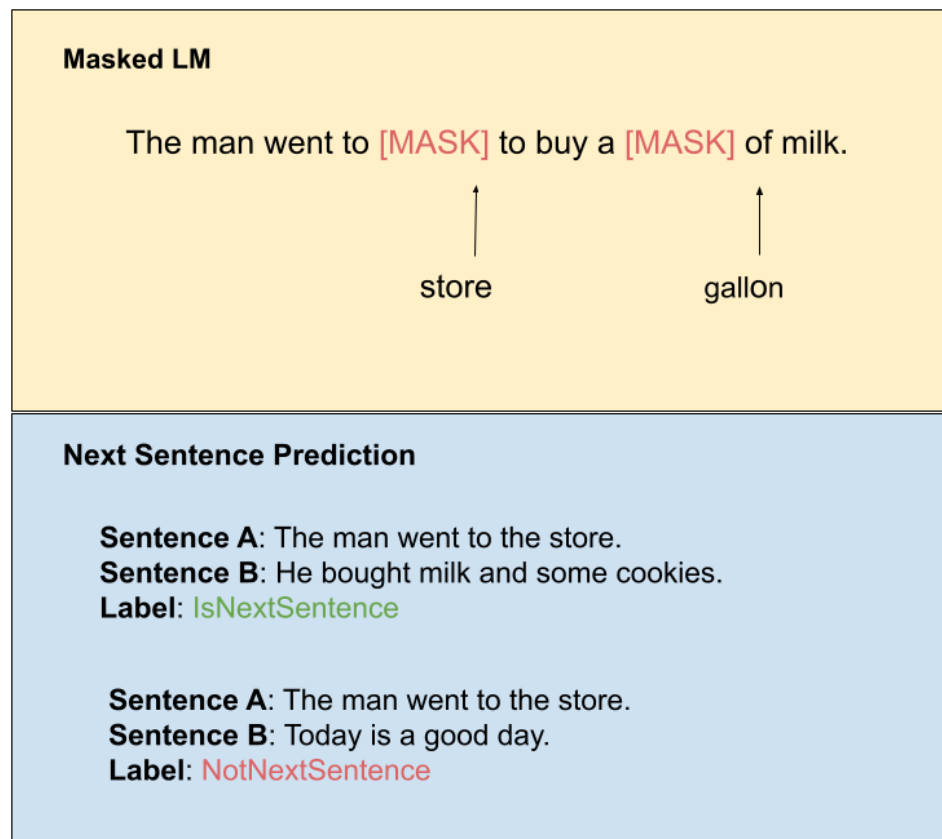 Masked LM
The man went to [MASK] to buy a [MASK] of milk.
store gallon
Next Sentence Prediction
Sentence A: The man went to the store.
Sentence B: He bought milk and some cookies.
Label: IsNextSentence
Sentence A: The man went to the store.
Sentence B: Today is a good day.
Label: NotNextSentence